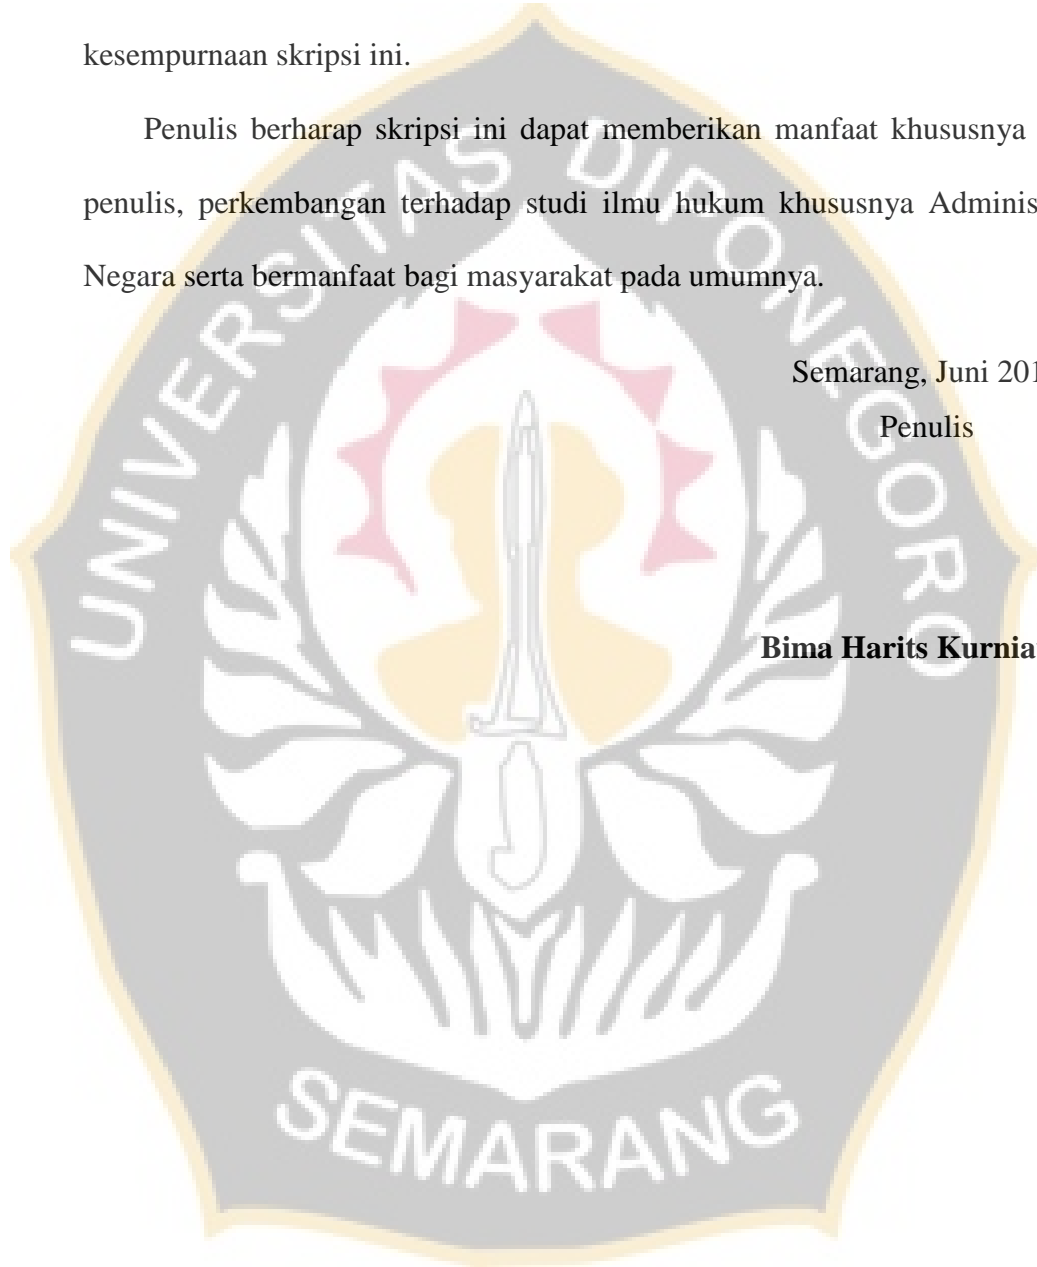 kesempurnaan skripsi ini.
Penulis berharap skripsi ini dapat memberikan manfaat khususnya
penulis, perkembangan terhadap studi ilmu hukum khususnya Adminis
Negara serta bermanfaat bagi masyarakat pada umumnya.
Semarang, Juni 201
Penulis
Bima Harits Kurnia
UNIVERSITAS DIPONEGORO
SEMARANG